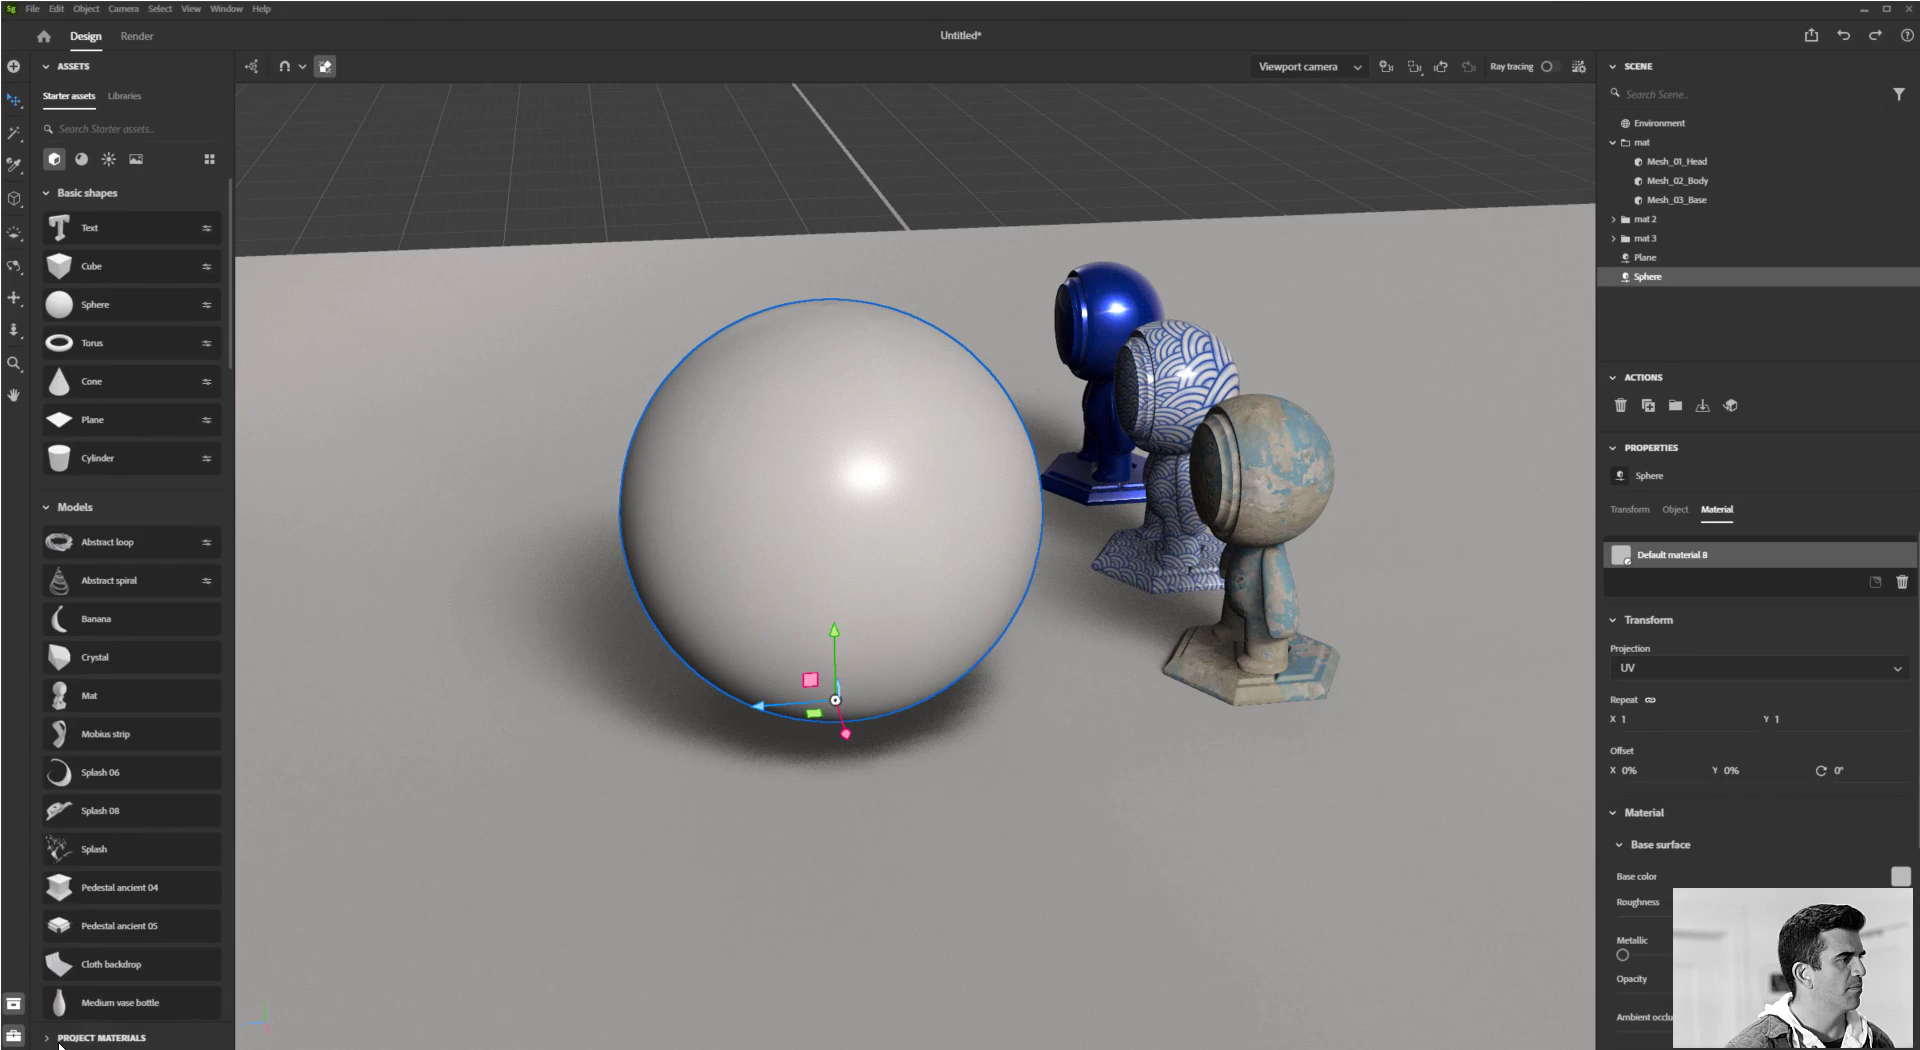 Sg File Edit Object Camera Select View Window Help
Design Render Untitled*
ASSETS
Starter assets Libraries
Search Starter assets...
Basic shapes
Text
Cube
Sphere
Torus
Cone
Plane
Cylinder
Models
Abstract loop
Abstract spiral
Banana
Crystal
Mat
Mobius strip
Splash 06
Splash 08
Splash
Pedestal ancient 04
Pedestal ancient 05
Cloth backdrop
Medium vase bottle
PROJECT MATERIALS
Viewport camera Ray tracing
SCENE
Search Scene...
Environment
mat
Mesh_01_Head
Mesh_02_Body
Mesh_03_Base
mat 2
mat 3
Plane
Sphere
ACTIONS
PROPERTIES
Sphere
Transform Object Material
Default material 8
Transform
Projection
UV
Repeat
X 1 Y 1
Offset
X 0% Y 0% 0°
Material
Base surface
Base color
Roughness
Metallic
Opacity
Ambient occlu